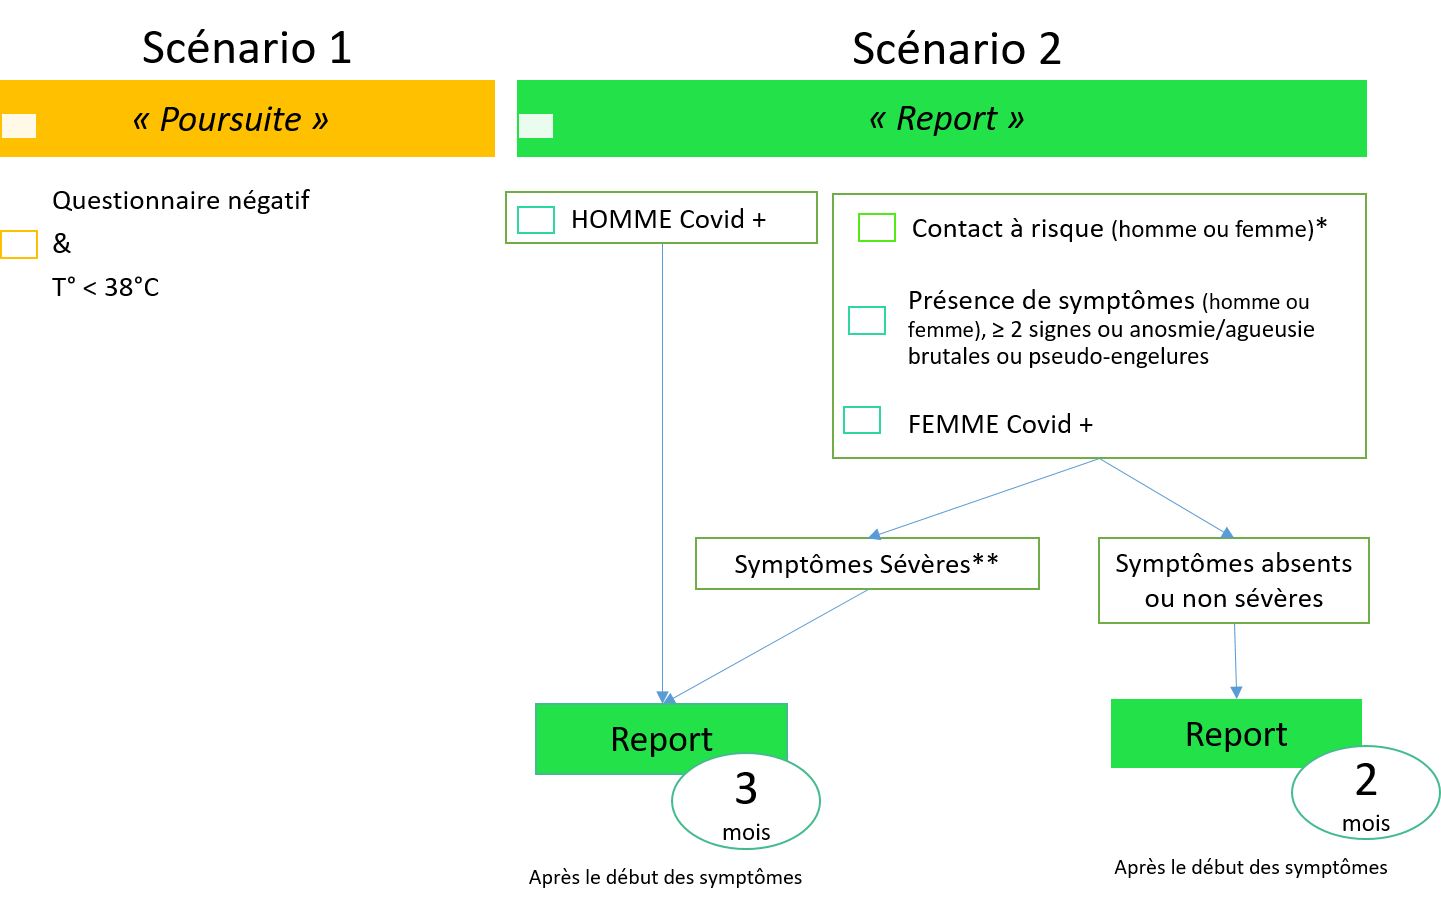 Scénario 1
« Poursuite »
Questionnaire négatif
&
T° < 38°C
Scénario 2
« Report »
HOMME Covid +
Contact à risque (homme ou femme)*
Présence de symptômes (homme ou
femme), ≥ 2 signes ou anosmie/agueusie
brutales ou pseudo-engelures
FEMME Covid +
Symptômes Sévères**
Symptômes absents
ou non sévères
Report
3
mois
Après le début des symptômes
Report
2
mois
Après le début des symptômes